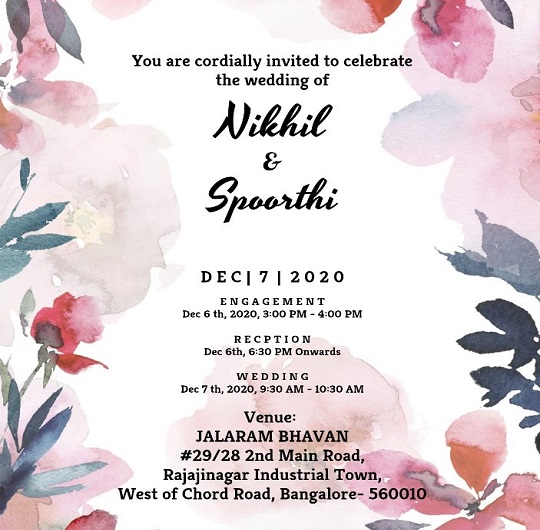 You are cordially invited to celebrate
the wedding of
Nikhil
&
Spoorthi
DEC| 7 | 2020
ENGAGEMENT
Dec 6 th, 2020, 3:00 PM - 4:00 PM
RECPTION
Dec 6th, 6:30 PM Onwards
WEDDING
Dec 7 th, 2020, 9:30 AM - 10:30 AM
Venue:
JALARAM BHAVAN
#29/28 2nd Main Road,
Rajajinagar Industrial Town,
West of Chord Road, Bangalore- 560010